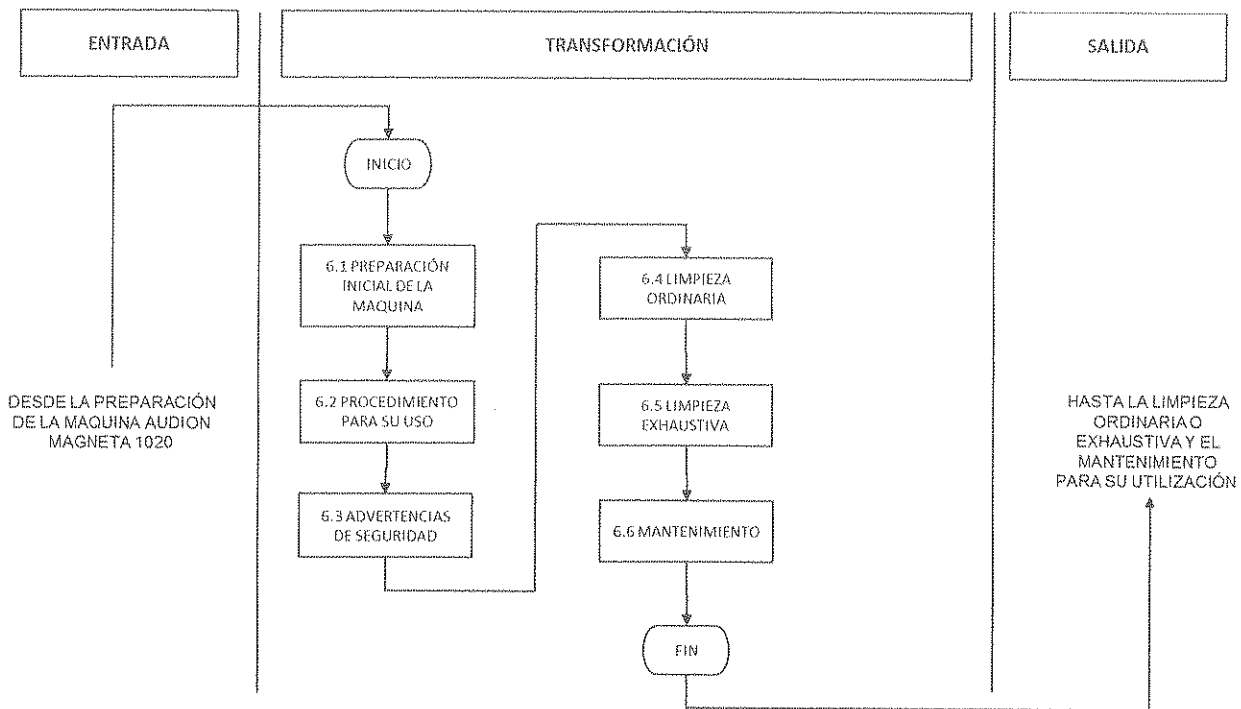 ENTRADA
TRANSFORMACIÓN
SALIDA
INICIO
6.1 PREPARACIÓN
INICIAL DE LA
MAQUINA
6.2 PROCEDIMIENTO
PARA SU USO
6.3 ADVERTENCIAS
DE SEGURIDAD
6.4 LIMPIEZA
ORDINARIA
6.5 LIMPIEZA
EXHAUSTIVA
6.6 MANTENIMIENTO
FIN
DESDE LA PREPARACIÓN
DE LA MAQUINA AUDION
MAGNETA 1020
HASTA LA LIMPIEZA
ORDINARIA O
EXHAUSTIVA Y EL
MANTENIMIENTO
PARA SU UTILIZACIÓN